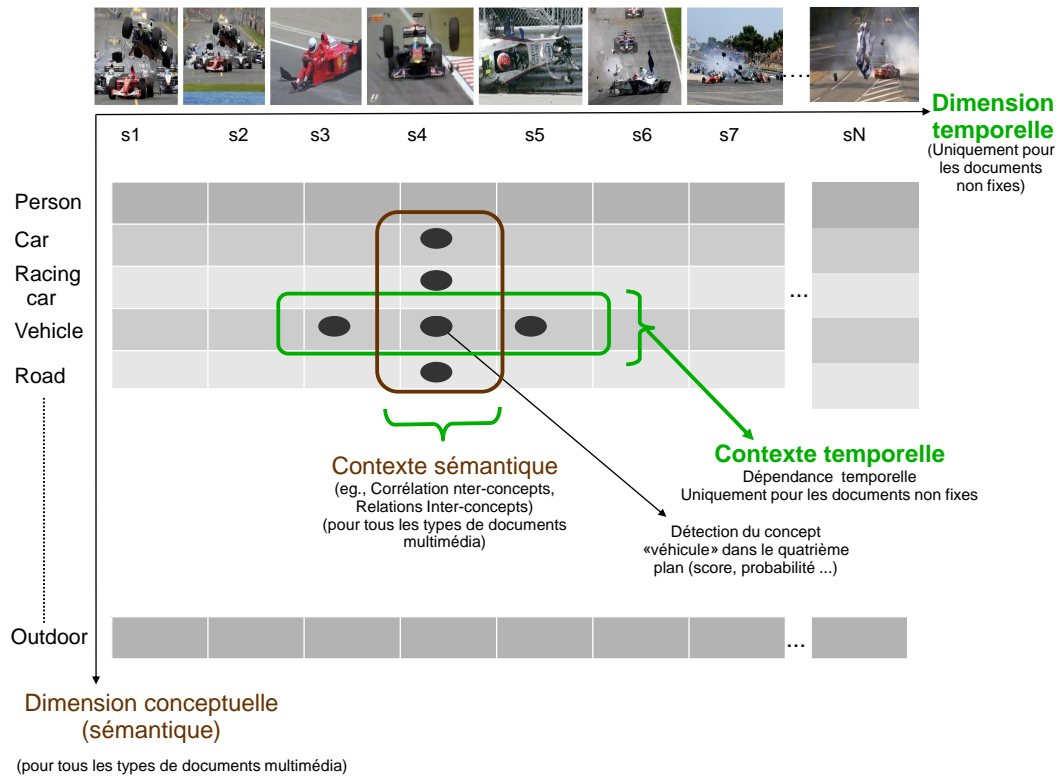 ....
Dimension
temporelle
(Uniquement pour
les documents
non fixes)
s1 s2 s3 s4 s5 s6 s7 sN
Person
Car
Racing
car
...
Vehicle
Road
Contexte sémantique
(eg., Corrélation nter-concepts,
Relations Inter-concepts)
(pour tous les types de documents
multimédia)
Contexte temporelle
Dépendance temporelle
Uniquement pour les documents non fixes
Détection du concept
«véhicule» dans le quatrième
plan (score, probabilité ...)
Outdoor
...
Dimension conceptuelle
(sémantique)
(pour tous les types de documents multimédia)